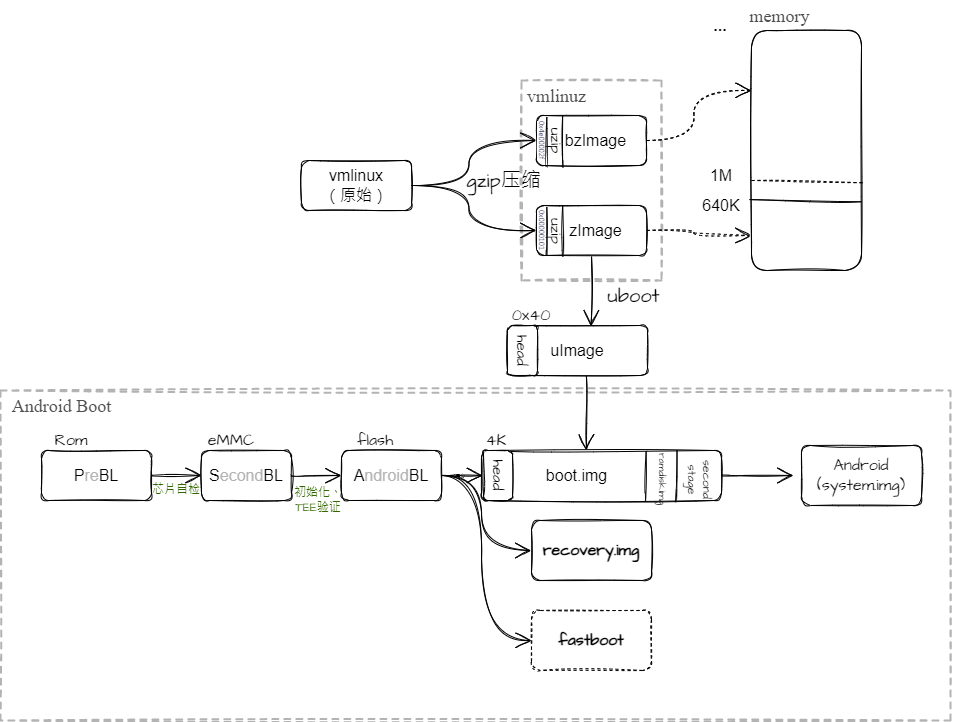 memory
...
vmlinuz
0x4e00002f
unzip
bzImage
vmlinux
（原始）
gzip压缩
1M
640K
0x00000101
unzip
zImage
uboot
0x40
head
uImage
Android Boot
Rom
eMMC
flash
4K
PreBL
芯片自检
SecondBL
初始化、
TEE验证
AndroidBL
head
boot.img
ramdisk.img
second
stage
Android
(system.img)
recovery.img
fastboot